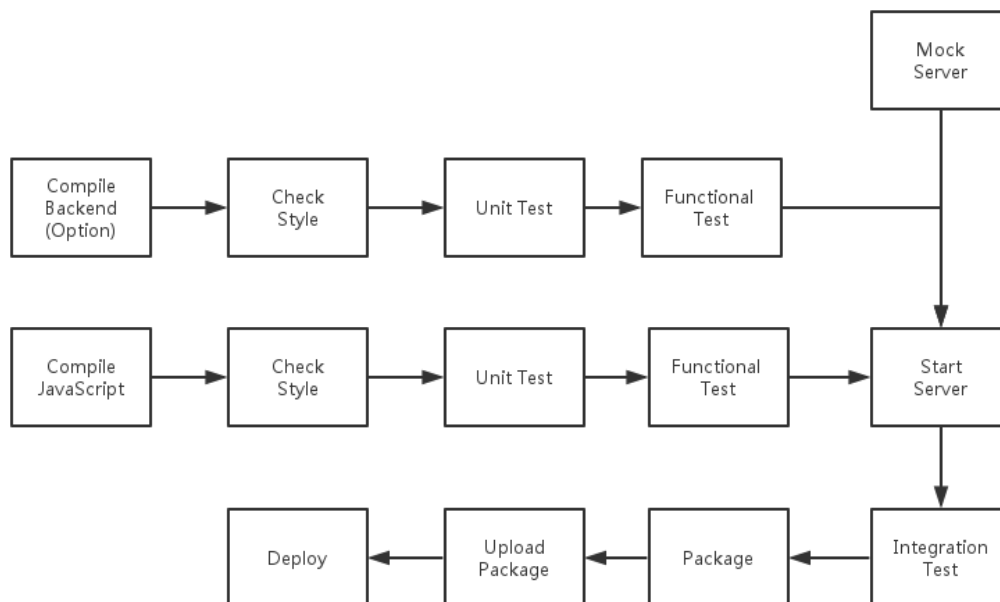 Mock
Server
Compile
Backend
(Option)
Check
Style
Unit Test
Functional
Test
Compile
JavaScript
Check
Style
Unit Test
Functional
Test
Start
Server
Deploy
Upload
Package
Package
Integration
Test